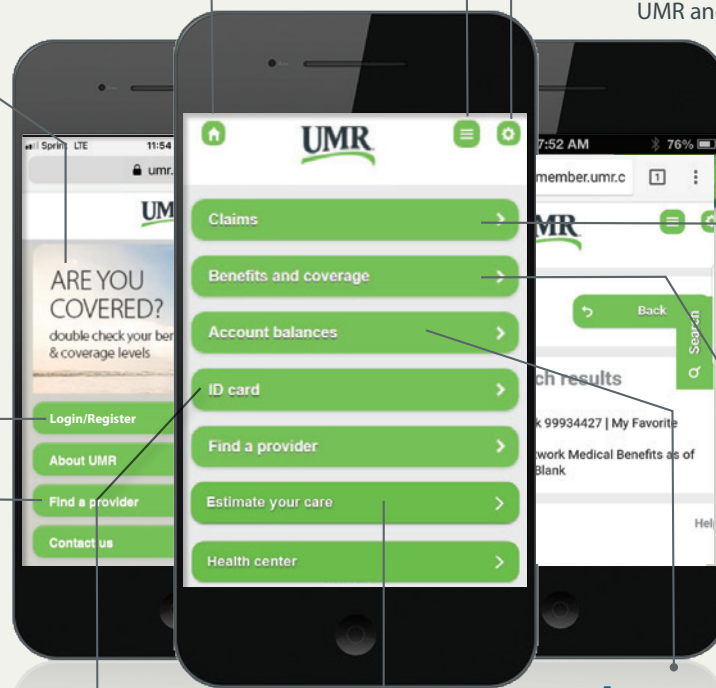 UMR and
Sprint LTE
11:54
umr.
UM
ARE YOU
COVERED?
double check your ber
& coverage levels
Login/Register
About UMR
Find a provider
Contact us
UMR
Claims
Benefits and coverage
Account balances
ID card
Find a provider
Estimate your care
Health center
7:52 AM
76%
member.umr.c
1
MR
Back
Search
ch results
k 99934427 | My Favorite
work Medical Benefits as of
Blank
Hel